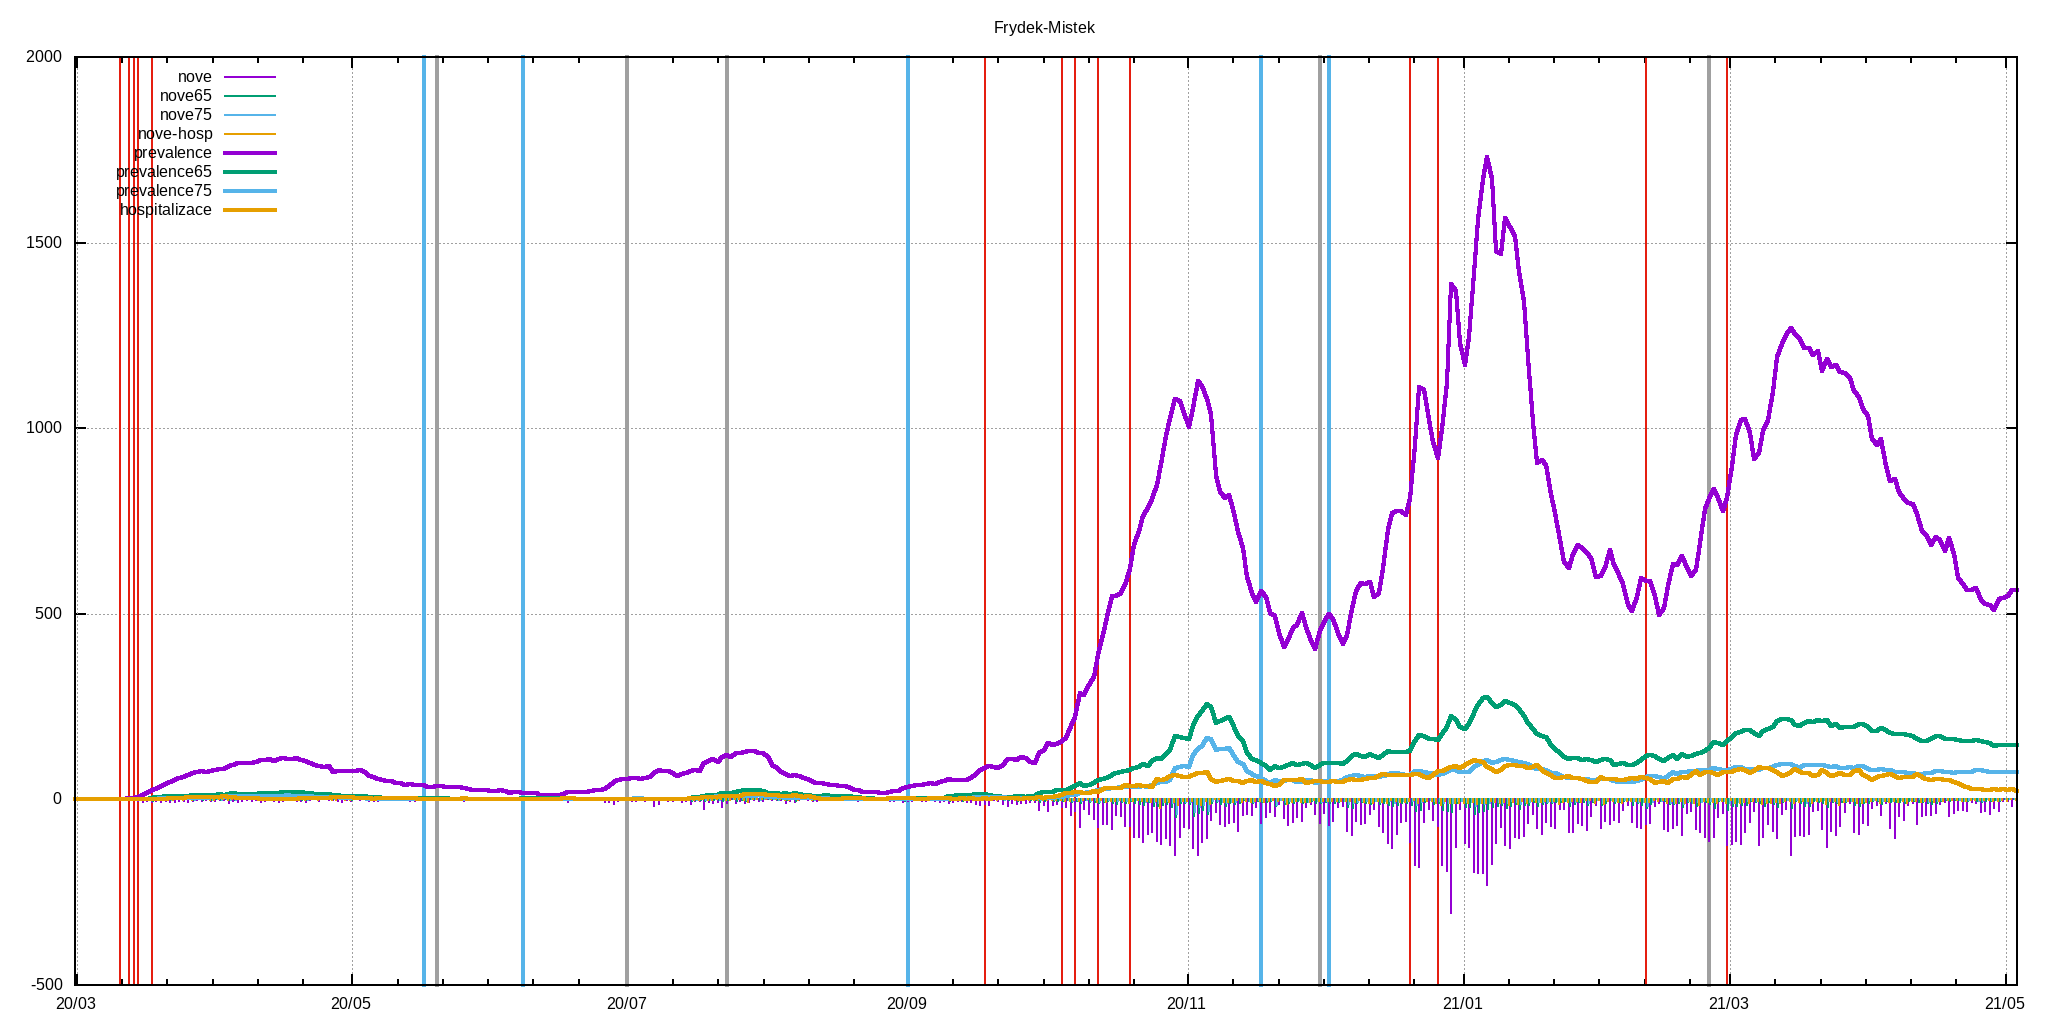 Frydek-Mistek
2000
1500
1000
500
0
-500
nove
nove65
nove75
nove-hosp
prevalence
prevalence65
prevalence75
hospitalizace
20/03 20/05 20/07 20/09 20/11 21/01 21/03 21/05